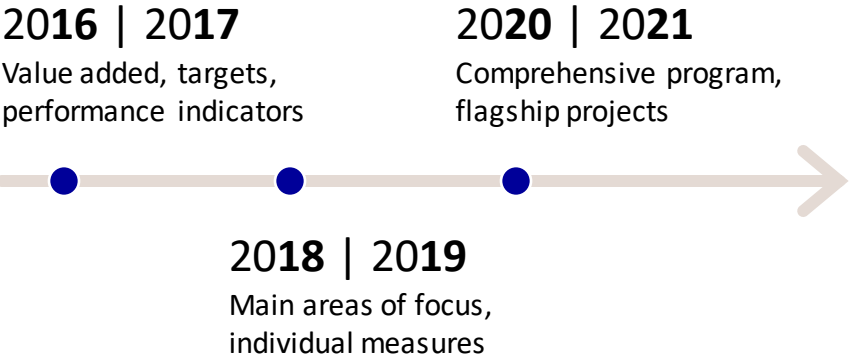 2016 | 2017
Value added, targets,
performance indicators
2020 | 2021
Comprehensive program,
flagship projects
2018 | 2019
Main areas of focus,
individual measures